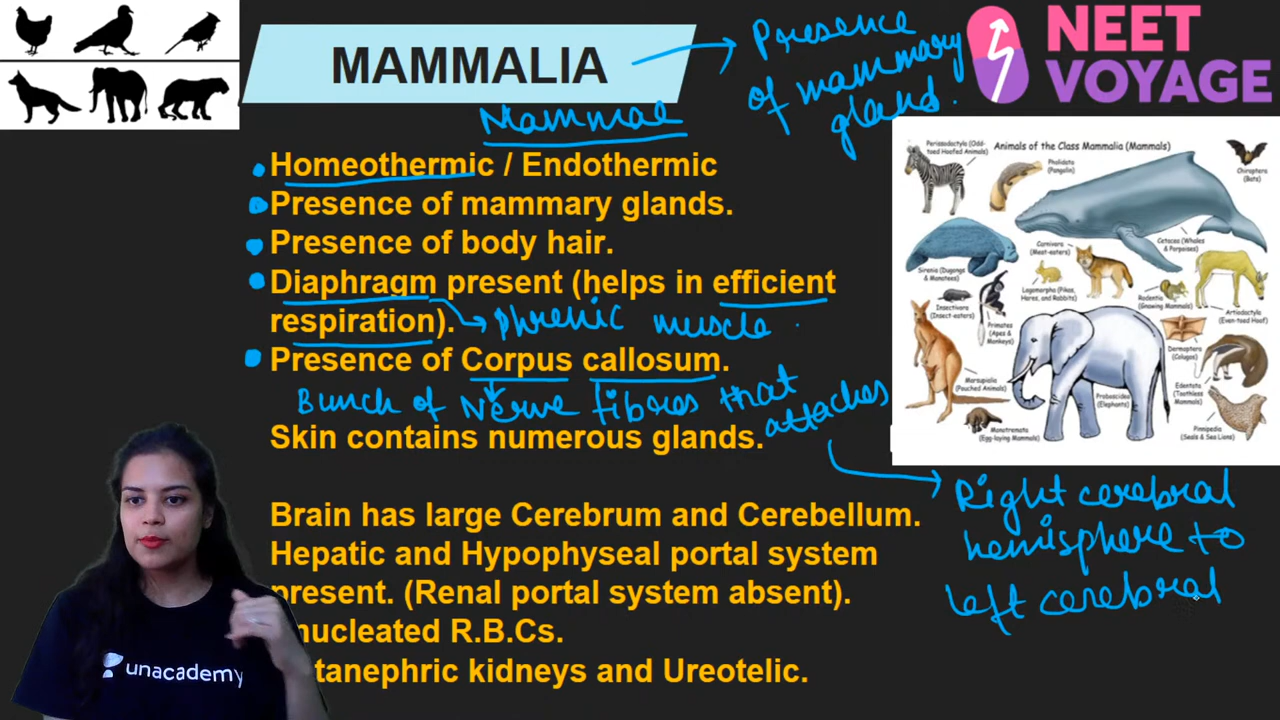 MAMMALIA
Presence
of mammary
gland.
NEET
VOYAGE
Mammae
Homeothermic / Endothermic
Presence of mammary glands.
Presence of body hair.
Diaphragm present (helps in efficient
respiration).
phrenic muscle.
Presence of Corpus callosum.
Bunch of Nerve fibres that
attaches
Skin contains numerous glands.
Right cerebral
hemisphere to
left cerebral
Brain has large Cerebrum and Cerebellum.
Hepatic and Hypophyseal portal system
present. (Renal portal system absent).
nucleated R.B.Cs.
tanephric kidneys and Ureotelic.
unacademy
Animals of the Class Mammalia (Mammals)
Perissodactyla (Odd-
toed Hoofed Animals)
Pholidota
(Pangolin)
Chiroptera
(Bats)
Sirenia (Dugongs
& Manatees)
Carnivora
(Meat-eaters)
Cetacea (Whales
& Porpoises)
Lagomorpha (Pikas,
Hares, and Rabbits)
Rodentia
(Gnawing Mammals)
Insectivora
(Insect-eaters)
Primates
(Apes &
Monkeys)
Artiodactyla
(Even-toed Hoof)
Dermoptera
(Colugos)
Marsupialia
(Pouched Animals)
Proboscidea
(Elephants)
Edentata
(Toothless
Mammals)
Monotremata
(Egg-laying Mammals)
Pinnipedia
(Seals & Sea Lions)